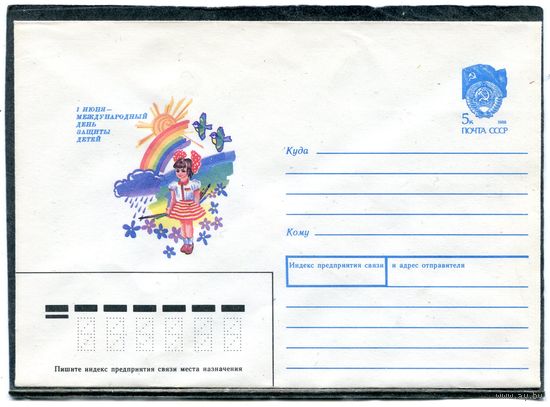 1 ИЮНЯ —
МЕЖДУНАРОДНЫЙ
ДЕНЬ
ЗАЩИТЫ
ДЕТЕЙ
5к
ПОЧТА СССР
Куда
Кому
Индекс предприятия связи и адрес отправителя
Пишите индекс предприятия связи места назначения